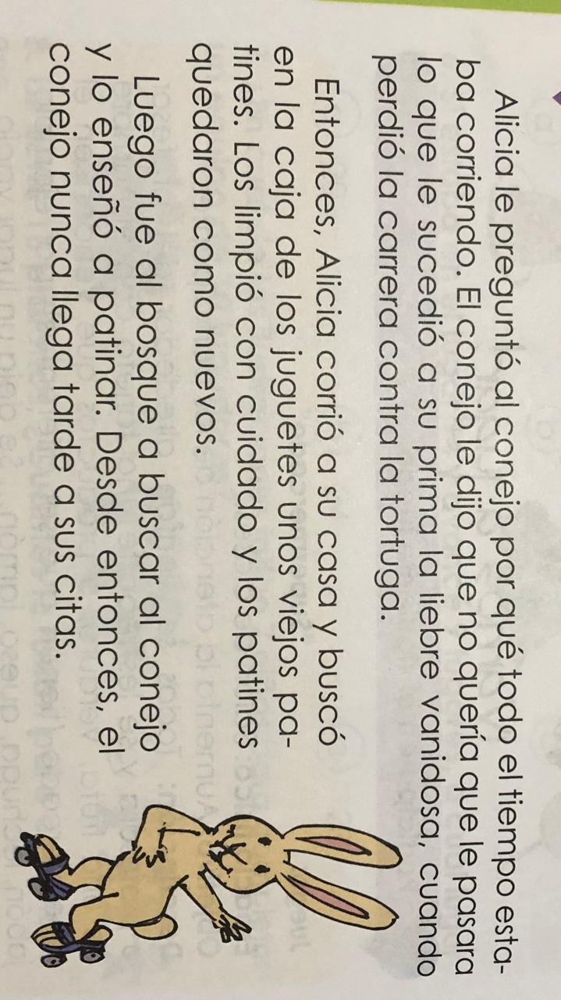 Alicia le preguntó al conejo por qué todo el tiempo esta-
ba corriendo. El conejo le dijo que no quería que le pasara
lo que le sucedió a su prima la liebre vanidosa, cuando
perdió la carrera contra la tortuga.
Entonces, Alicia corrió a su casa y buscó
en la caja de los juguetes unos viejos pa-
tines. Los limpió con cuidado y los patines
quedaron como nuevos.
Luego fue al bosque a buscar al conejo
y lo enseñó a patinar. Desde entonces, el
conejo nunca llega tarde a sus citas.